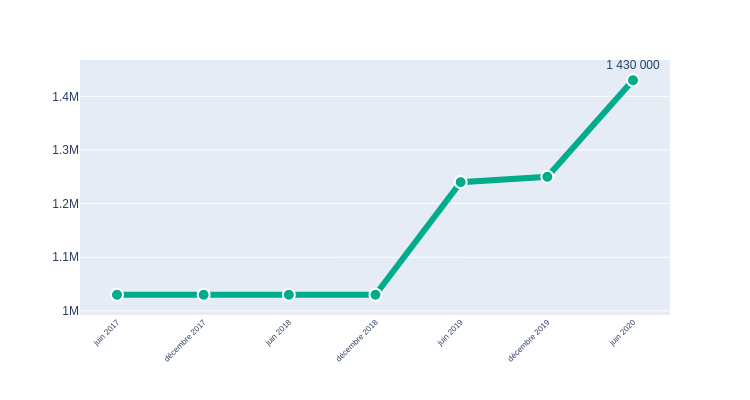 1 430 000
1.4M
1.3M
1.2M
1.1M
1M
juin 2017
décembre 2017
juin 2018
décembre 2018
juin 2019
décembre 2019
juin 2020